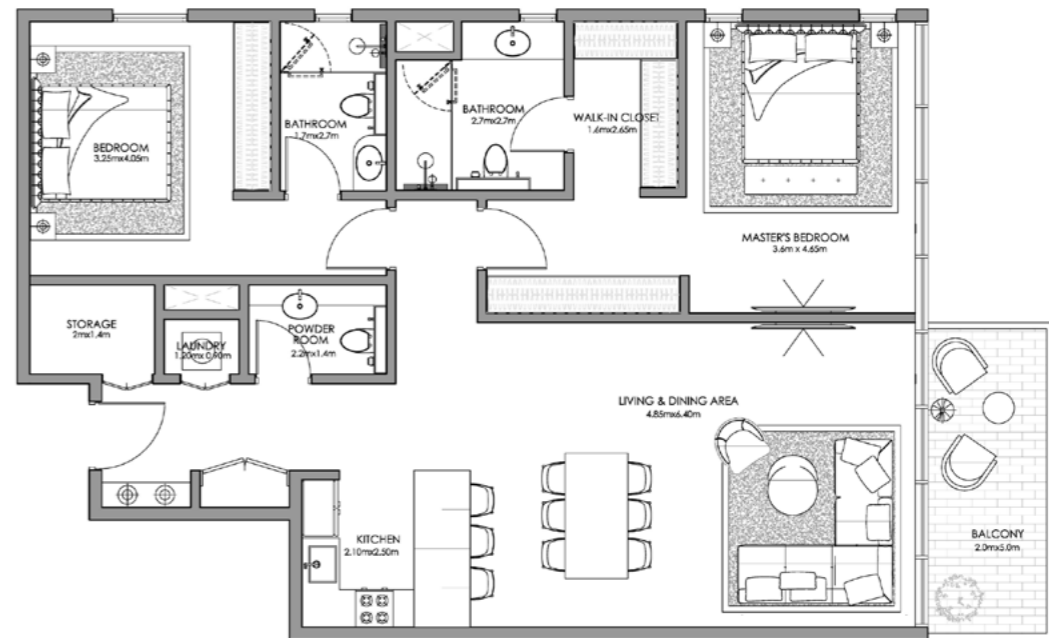 BEDROOM
3.25mx4.05m
BATHROOM
1.7mx2.7m
BATHROOM
2.7mx2.7m
WALK-IN CLOSET
1.6mx2.65m
MASTER'S BEDROOM
3.6m x 4.65m
STORAGE
2mx1.4m
LAUNDRY
1.20mx 0.90m
POWDER
ROOM
2.2mx1.4m
LIVING & DINING AREA
4.85mx6.40m
KITCHEN
2.10mx2.50m
BALCONY
2.0mx5.0m